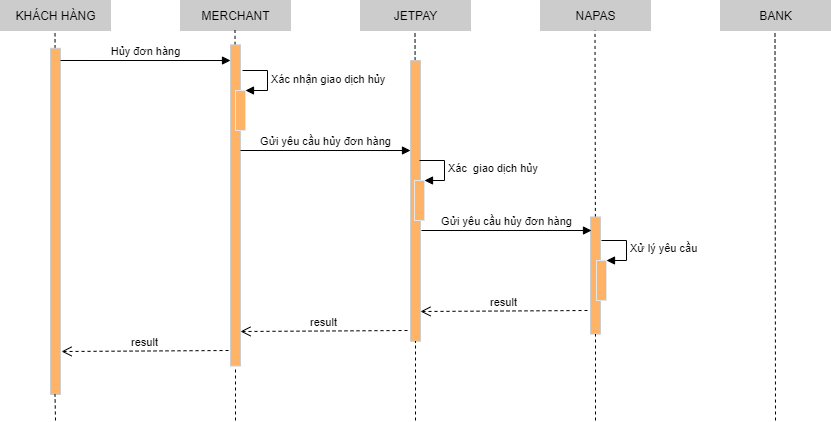 KHÁCH HÀNG
MERCHANT
JETPAY
NAPAS
BANK
Hủy đơn hàng
Xác nhận giao dịch hủy
Gửi yêu cầu hủy đơn hàng
Xác  giao dịch hủy
Gửi yêu cầu hủy đơn hàng
Xử lý yêu cầu
result
result
result